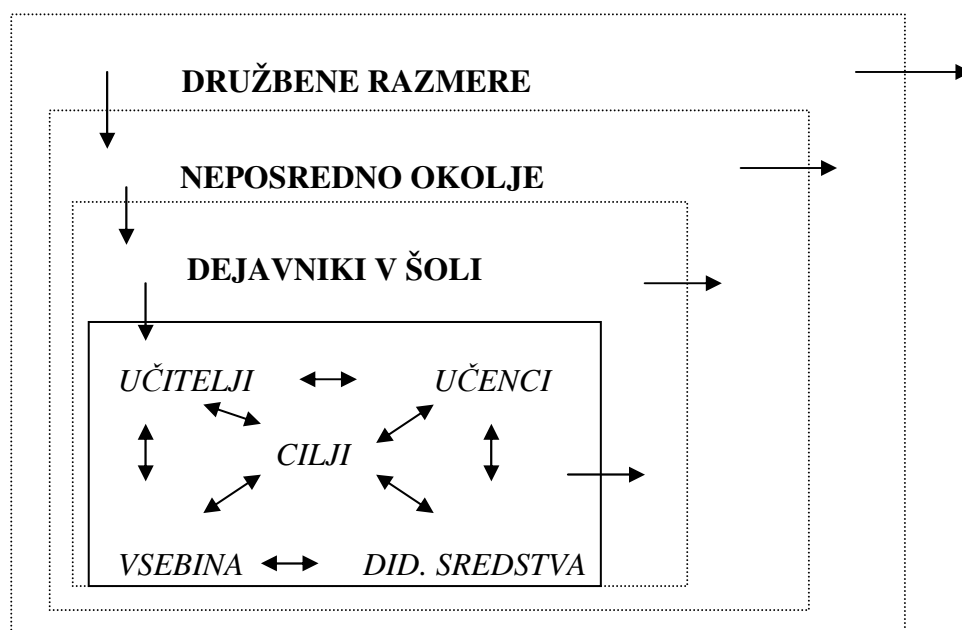 DRUŽBENE RAZMERE
NEPOSREDNO OKOLJE
DEJAVNIKI V ŠOLI
UČITELJI UČENCI
CILJI
VSEBINA DID. SREDSTVA